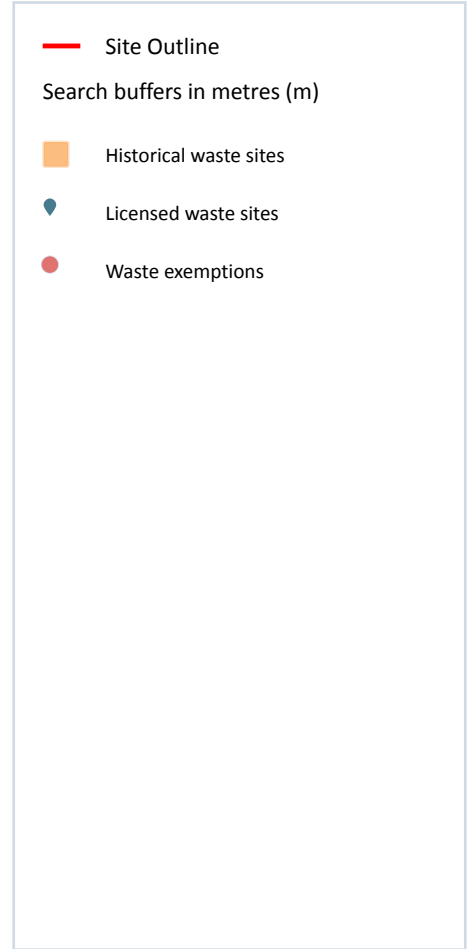 Site Outline
Search buffers in metres (m)
Historical waste sites
Licensed waste sites
Waste exemptions